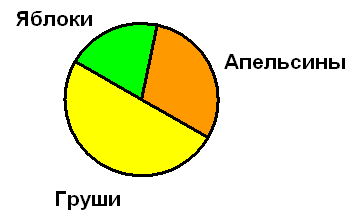 Яблоки
Апельсины
Груши